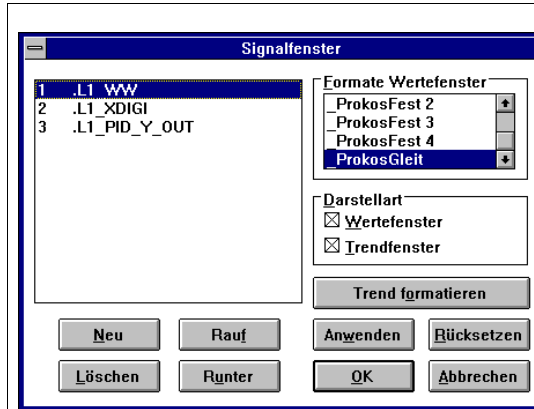 Signalfenster
1 .L1_WW
2 .L1_XDIGI
3 .L1_PID_Y_OUT
Formate Wertefenster
_ProkosFest 2
_ProkosFest 3
_ProkosFest 4
_ProkosGleit
Darstellart
Wertefenster
Trendfenster
Trend formatieren
Neu
Rauf
Anwenden
Rücksetzen
Löschen
Runter
OK
Abbrechen